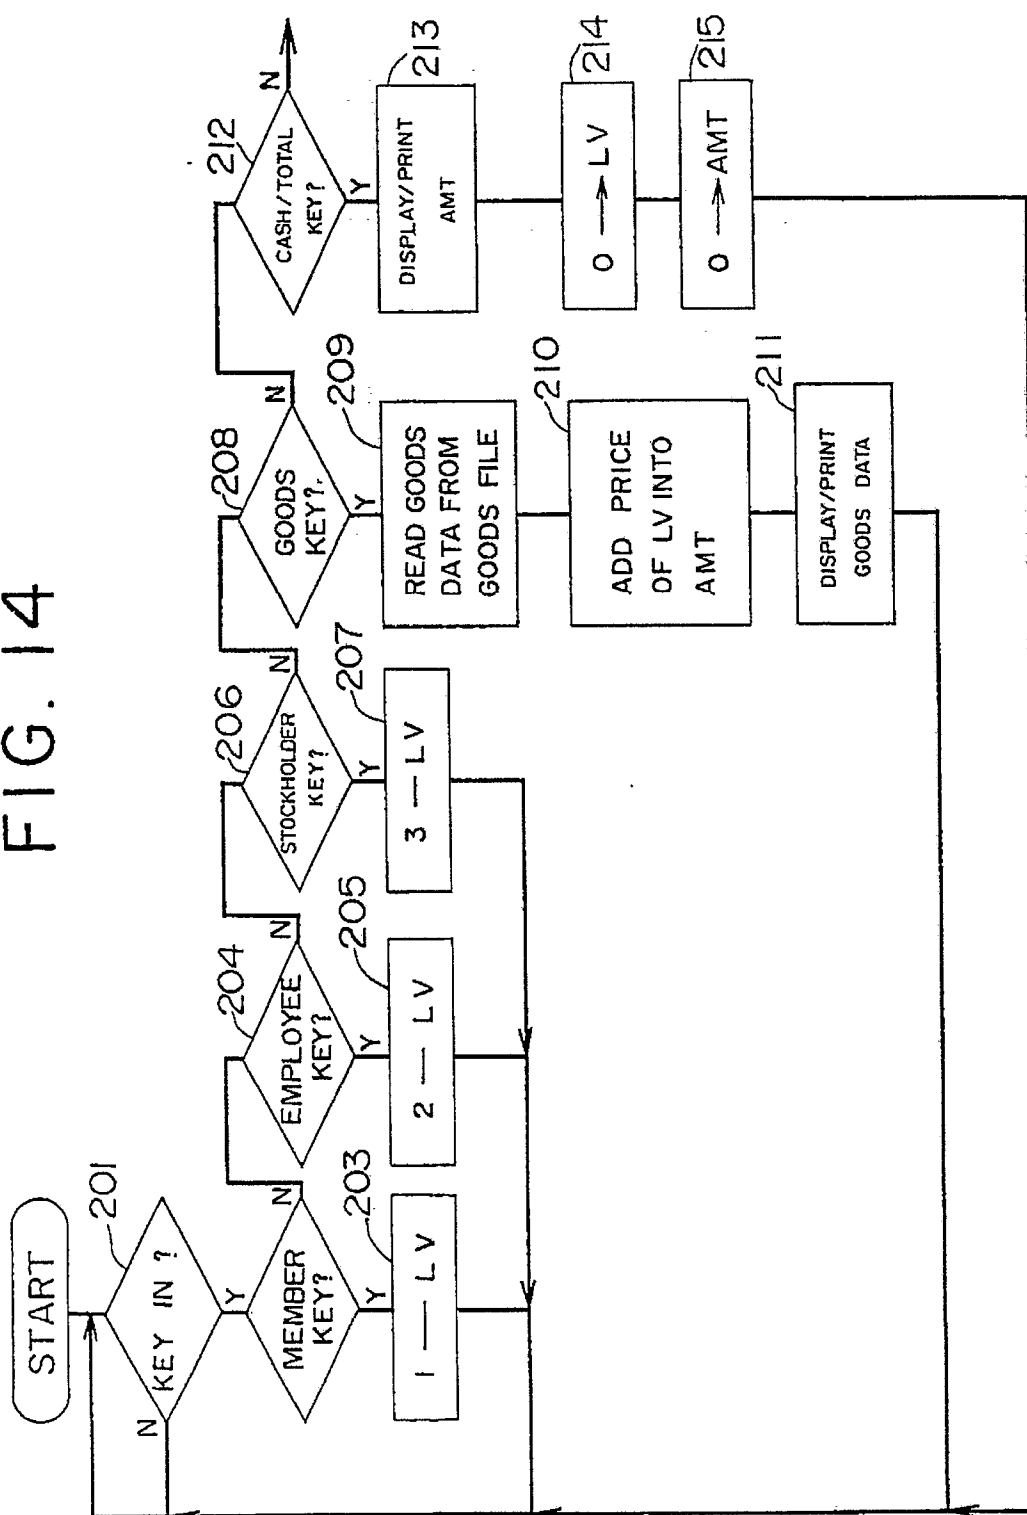 FIG. 14
START
201
KEY IN ?
N
Y
MEMBER
KEY?
N
Y
203
1 — LV
204
EMPLOYEE
KEY?
N
Y
205
2 — LV
206
STOCKHOLDER
KEY?
N
Y
207
3 — LV
208
GOODS
KEY?
N
Y
209
READ GOODS
DATA FROM
GOODS FILE
210
ADD PRICE
OF LV INTO
AMT
211
DISPLAY/PRINT
GOODS DATA
212
CASH/TOTAL
KEY?
N
Y
213
DISPLAY/PRINT
AMT
214
0 → LV
215
0 → AMT